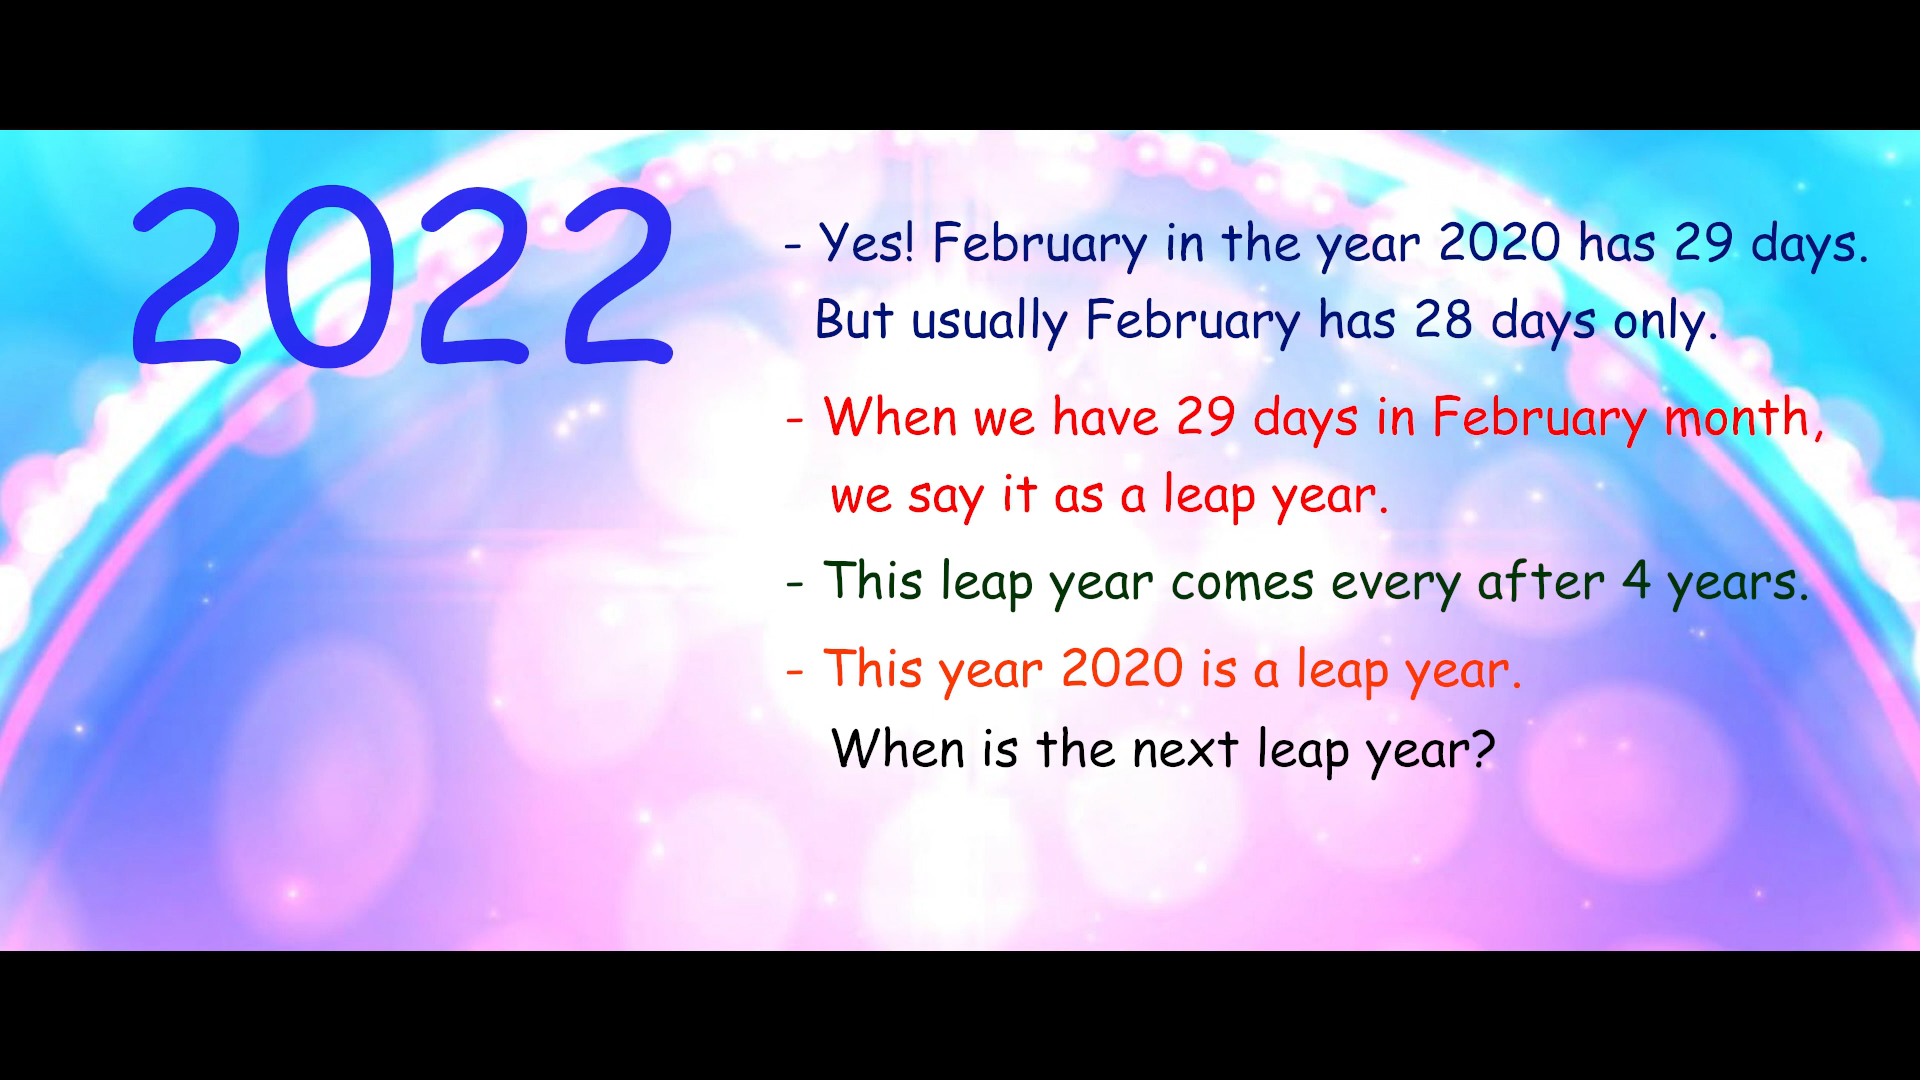 2022
- Yes! February in the year 2020 has 29 days.
But usually February has 28 days only.
- When we have 29 days in February month,
we say it as a leap year.
- This leap year comes every after 4 years.
- This year 2020 is a leap year.
When is the next leap year?